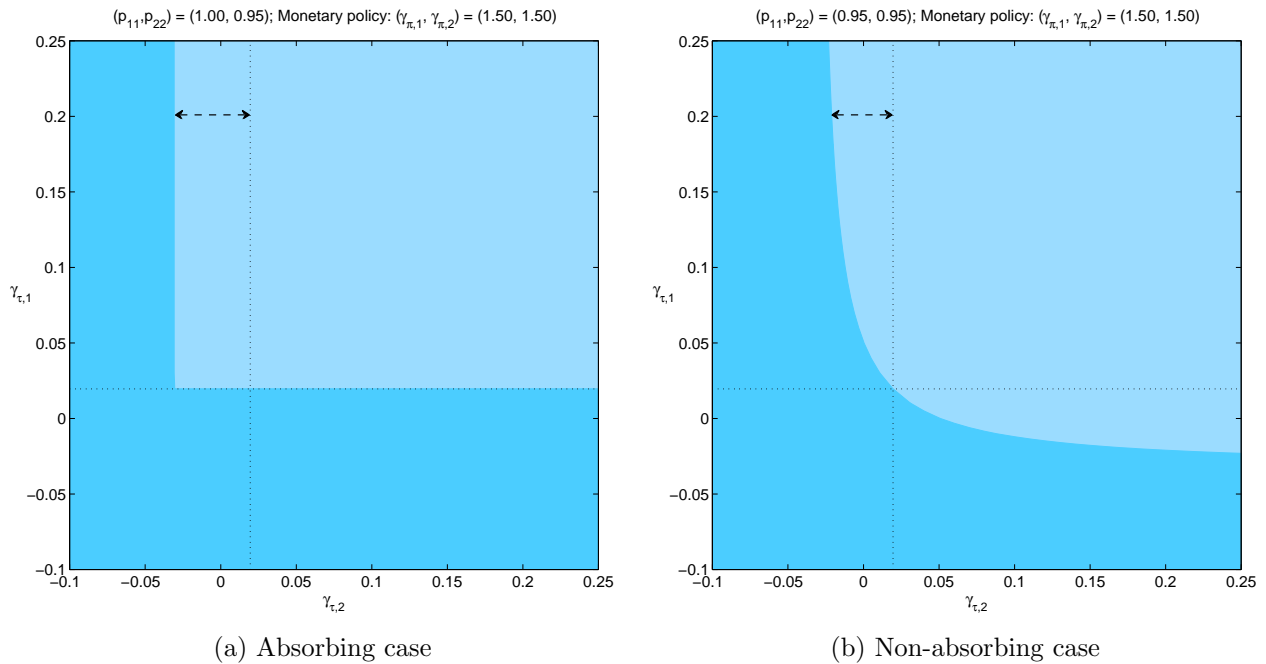 (p11,p22) = (1.00, 0.95); Monetary policy: (γπ,1, γπ,2) = (1.50, 1.50)
0.25
0.2
0.15
0.1
0.05
0
−0.05
−0.1
γτ,1
−0.1 −0.05 0 0.05 0.1 0.15 0.2 0.25
γτ,2
(a) Absorbing case
(p11,p22) = (0.95, 0.95); Monetary policy: (γπ,1, γπ,2) = (1.50, 1.50)
0.25
0.2
0.15
0.1
0.05
0
−0.05
−0.1
γτ,1
−0.1 −0.05 0 0.05 0.1 0.15 0.2 0.25
γτ,2
(b) Non-absorbing case